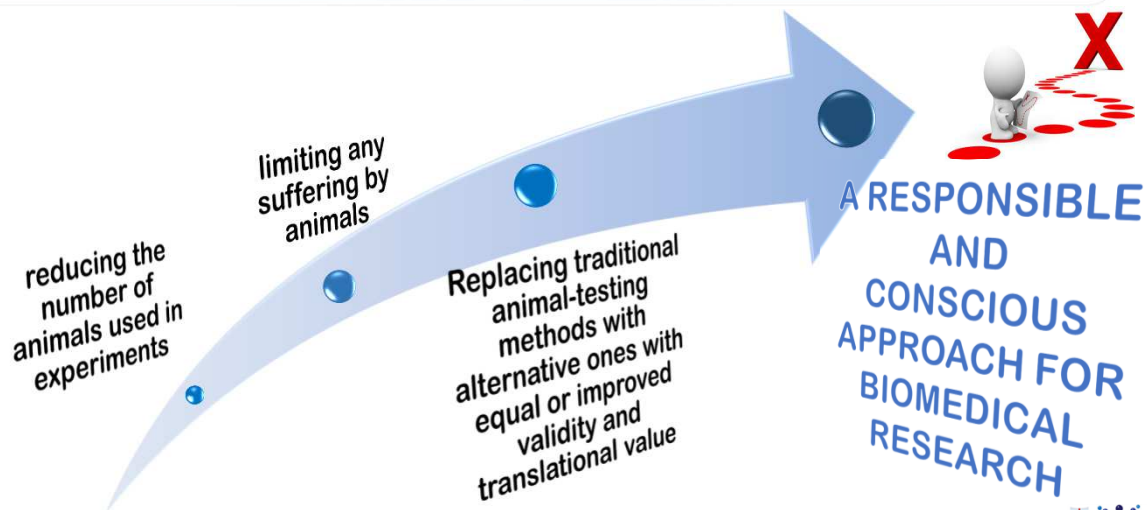 reducing the
number of
animals used in
experiments
limiting any
suffering by
animals
Replacing traditional
animal-testing
methods with
alternative ones with
equal or improved
validity and
translational value
X
A RESPONSIBLE
AND
CONSCIOUS
APPROACH FOR
BIOMEDICAL
RESEARCH